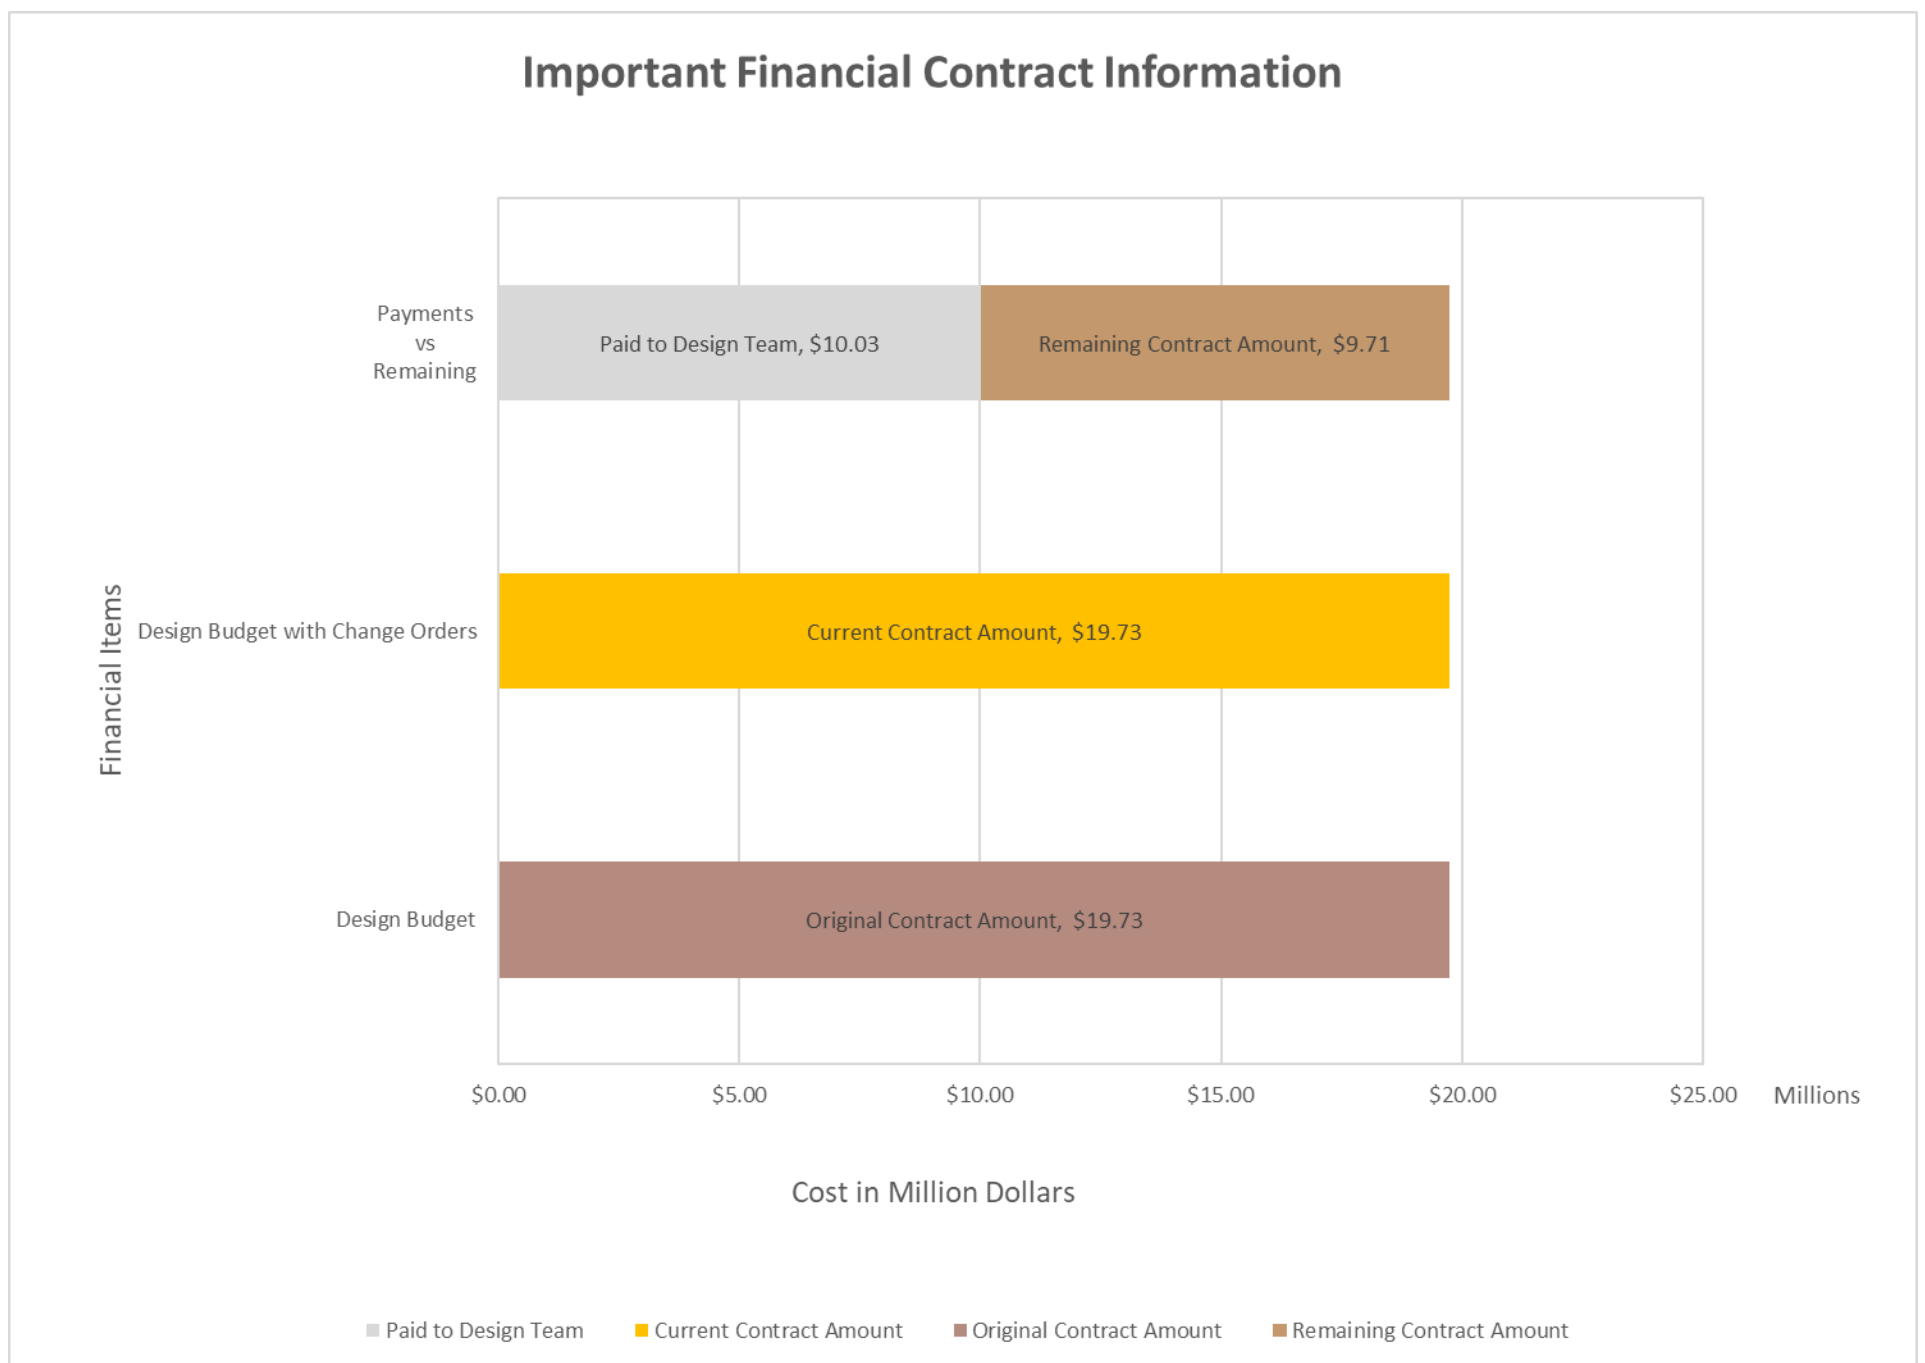 Important Financial Contract Information
Payments
vs
Remaining
Paid to Design Team, $10.03
Remaining Contract Amount,  $9.71
Financial Items
Design Budget with Change Orders
Current Contract Amount,  $19.73
Design Budget
Original Contract Amount,  $19.73
$0.00 $5.00 $10.00 $15.00 $20.00 $25.00 Millions
Cost in Million Dollars
Paid to Design Team Current Contract Amount Original Contract Amount Remaining Contract Amount